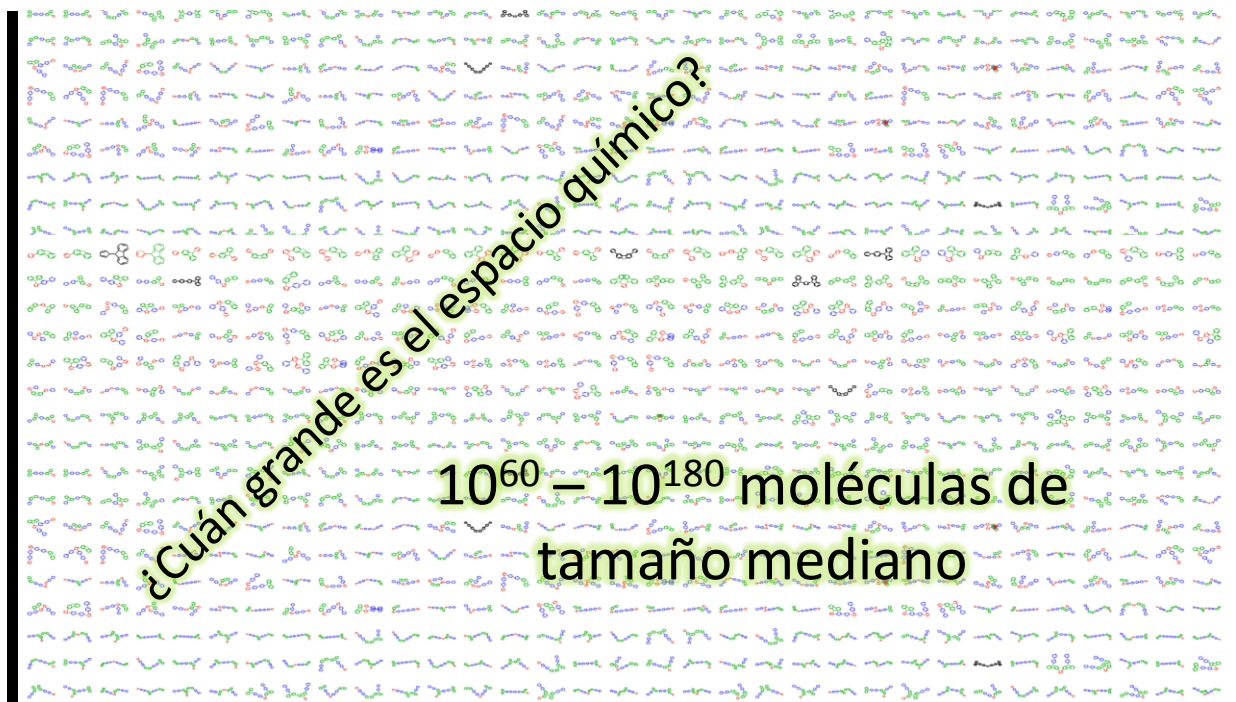 ¿Cuán grande es el espacio químico?
10⁶⁰ – 10¹⁸⁰ moléculas de
tamaño mediano